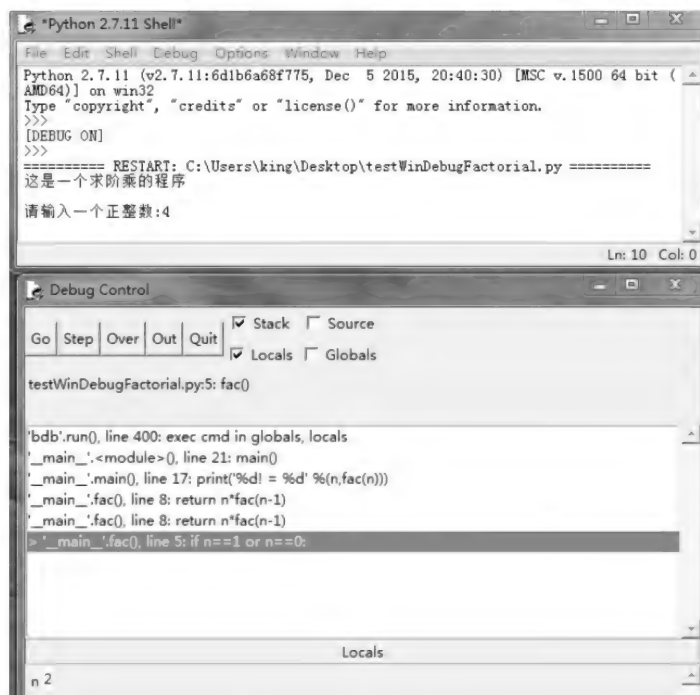 *Python 2.7.11 Shell*
File Edit Shell Debug Options Window Help
Python 2.7.11 (v2.7.11:6d1b6a68f775, Dec  5 2015, 20:40:30) [MSC v.1500 64 bit (
AMD64)] on win32
Type "copyright", "credits" or "license()" for more information.
>>>
[DEBUG ON]
>>>
========== RESTART: C:\Users\king\Desktop\testWinDebugFactorial.py ==========
这是一个求阶乘的程序
请输入一个正整数:4
Ln: 10 Col: 0
Debug Control
Go Step Over Out Quit Stack Source
Locals Globals
testWinDebugFactorial.py:5: fac()
'bdb'.run(), line 400: exec cmd in globals, locals
'__main__'.<module>(), line 21: main()
'__main__'.main(), line 17: print('%d! = %d' %(n,fac(n)))
'__main__'.fac(), line 8: return n*fac(n-1)
'__main__'.fac(), line 8: return n*fac(n-1)
> '__main__'.fac(), line 5: if n==1 or n==0:
Locals
n 2